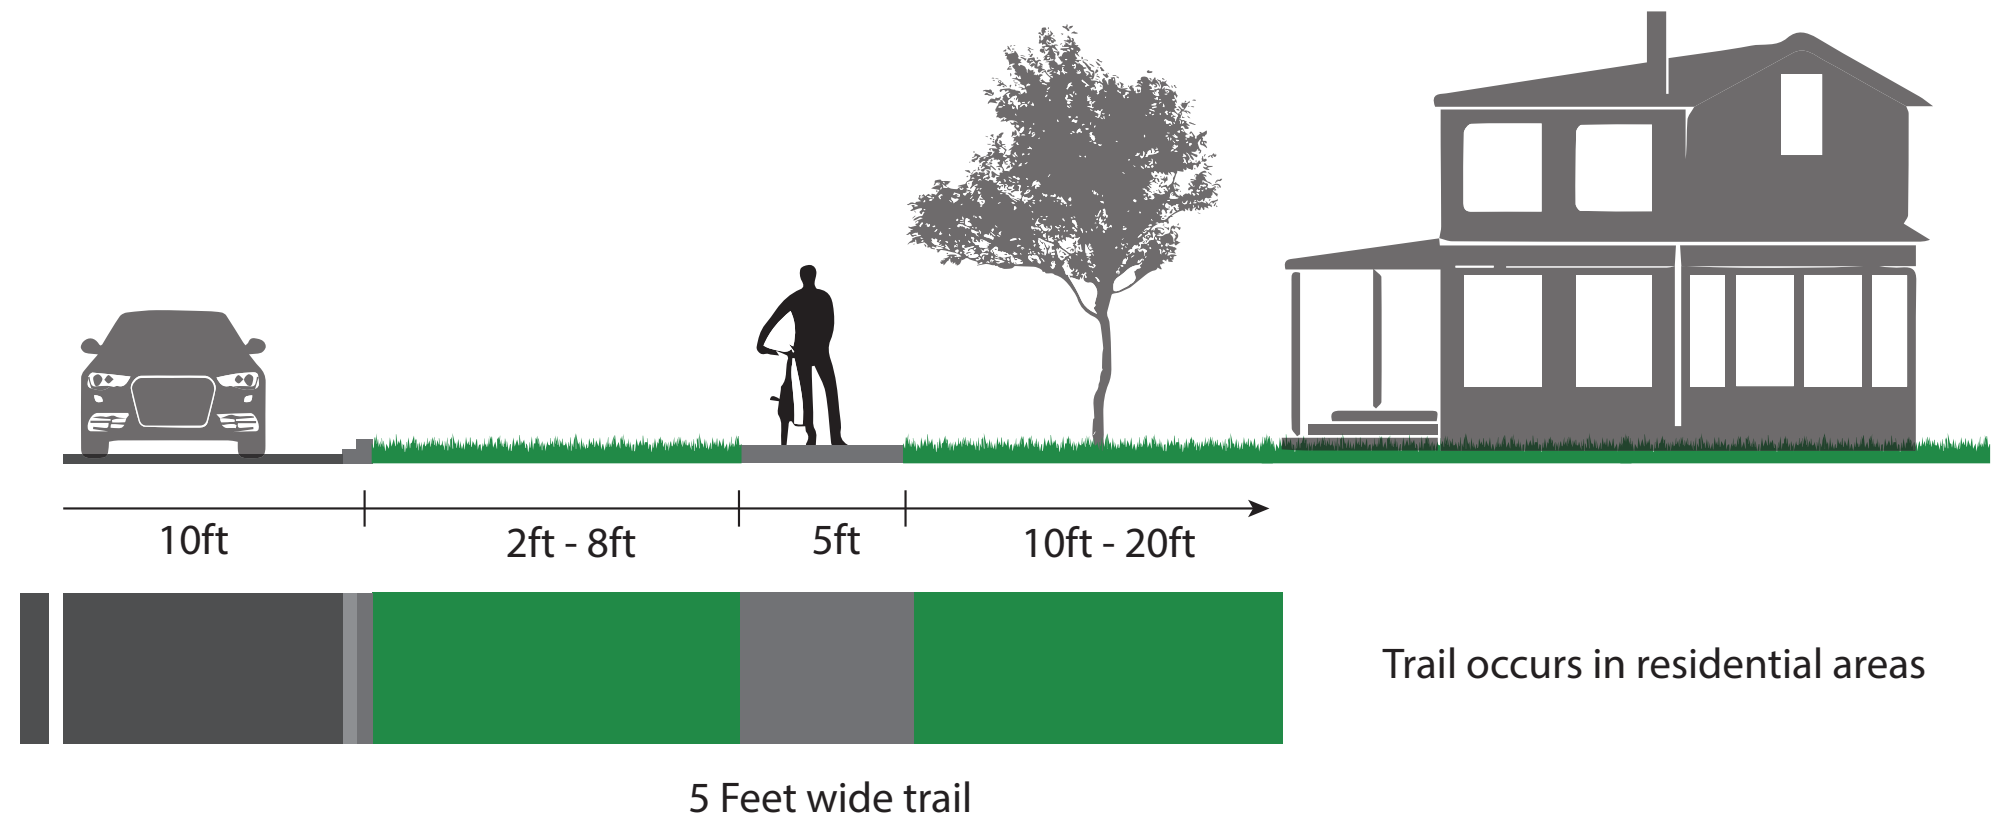 10ft
2ft - 8ft
5ft
10ft - 20ft
Trail occurs in residential areas
5 Feet wide trail